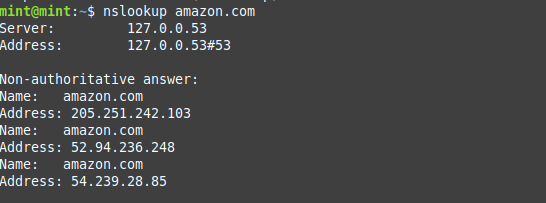 mint@mint:~$ nslookup amazon.com
Server:         127.0.0.53
Address:        127.0.0.53#53

Non-authoritative answer:
Name:   amazon.com
Address: 205.251.242.103
Name:   amazon.com
Address: 52.94.236.248
Name:   amazon.com
Address: 54.239.28.85